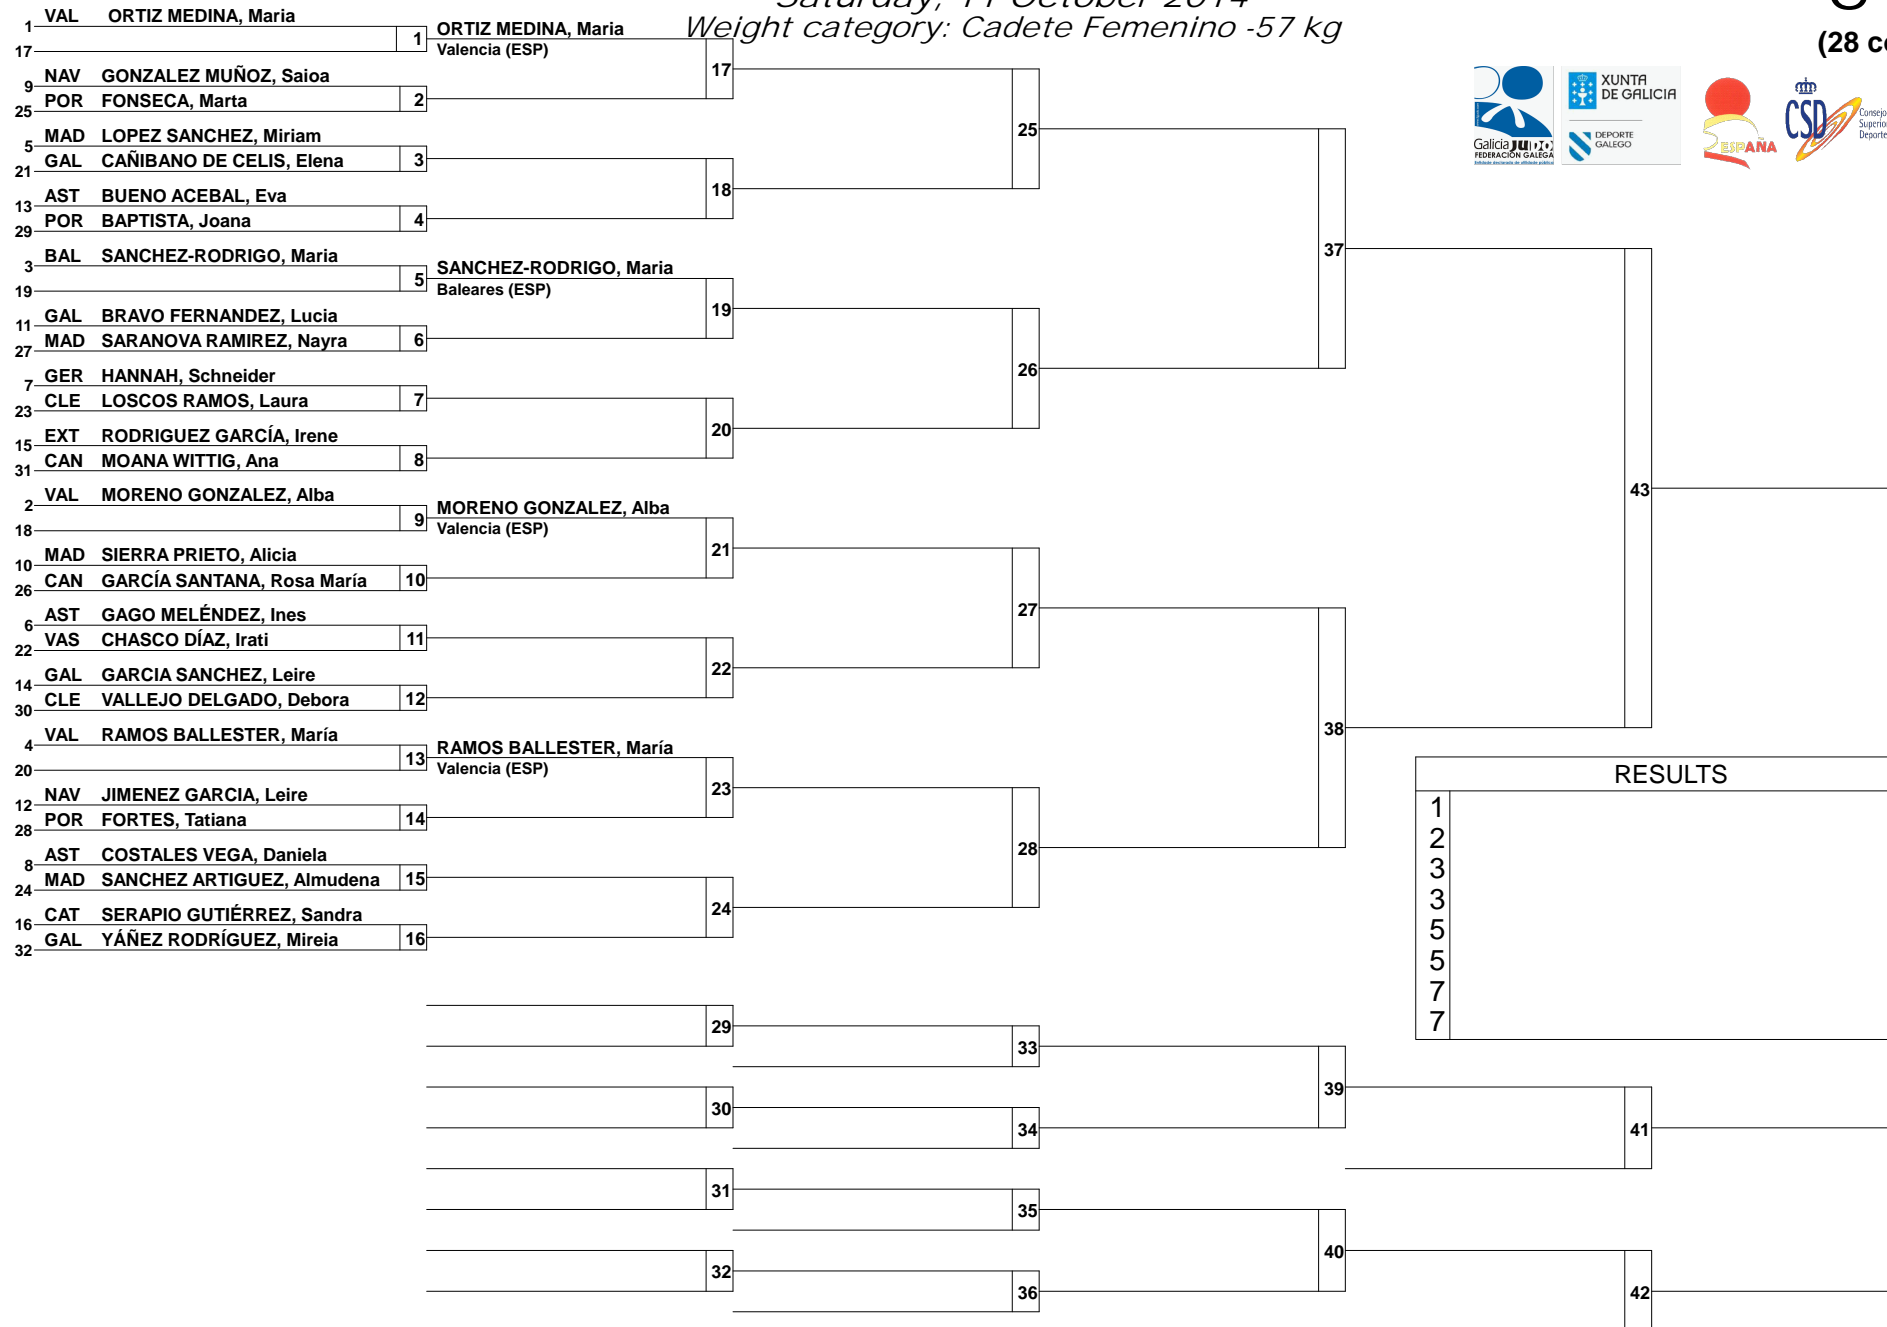 Saturday, 11 October 2014
Weight category: Cadete Femenino -57 kg
(28 c
Galicia JUDO
FEDERACIÓN GALEGA
XUNTA
DE GALICIA
DEPORTE
GALEGO
ESPAÑA
CSD
Consejo
Superior
Deporte
1 VAL ORTIZ MEDINA, Maria
17
1
ORTIZ MEDINA, Maria
Valencia (ESP)
9 NAV GONZALEZ MUÑOZ, Saioa
25 POR FONSECA, Marta
2
17
5 MAD LOPEZ SANCHEZ, Miriam
21 GAL CAÑIBANO DE CELIS, Elena
3
13 AST BUENO ACEBAL, Eva
29 POR BAPTISTA, Joana
4
18
25
3 BAL SANCHEZ-RODRIGO, Maria
19
5
SANCHEZ-RODRIGO, Maria
Baleares (ESP)
11 GAL BRAVO FERNANDEZ, Lucia
27 MAD SARANOVA RAMIREZ, Nayra
6
19
7 GER HANNAH, Schneider
23 CLE LOSCOS RAMOS, Laura
7
15 EXT RODRIGUEZ GARCÍA, Irene
31 CAN MOANA WITTIG, Ana
8
20
26
37
2 VAL MORENO GONZALEZ, Alba
18
9
MORENO GONZALEZ, Alba
Valencia (ESP)
10 MAD SIERRA PRIETO, Alicia
26 CAN GARCÍA SANTANA, Rosa María
10
21
6 AST GAGO MELÉNDEZ, Ines
22 VAS CHASCO DÍAZ, Irati
11
14 GAL GARCIA SANCHEZ, Leire
30 CLE VALLEJO DELGADO, Debora
12
22
27
4 VAL RAMOS BALLESTER, María
20
13
RAMOS BALLESTER, María
Valencia (ESP)
12 NAV JIMENEZ GARCIA, Leire
28 POR FORTES, Tatiana
14
23
8 AST COSTALES VEGA, Daniela
24 MAD SANCHEZ ARTIGUEZ, Almudena
15
16 CAT SERAPIO GUTIÉRREZ, Sandra
32 GAL YÁÑEZ RODRÍGUEZ, Mireia
16
24
28
38
43
RESULTS
1
2
3
3
5
5
7
7
29
33
30
34
39
41
31
35
32
36
40
42